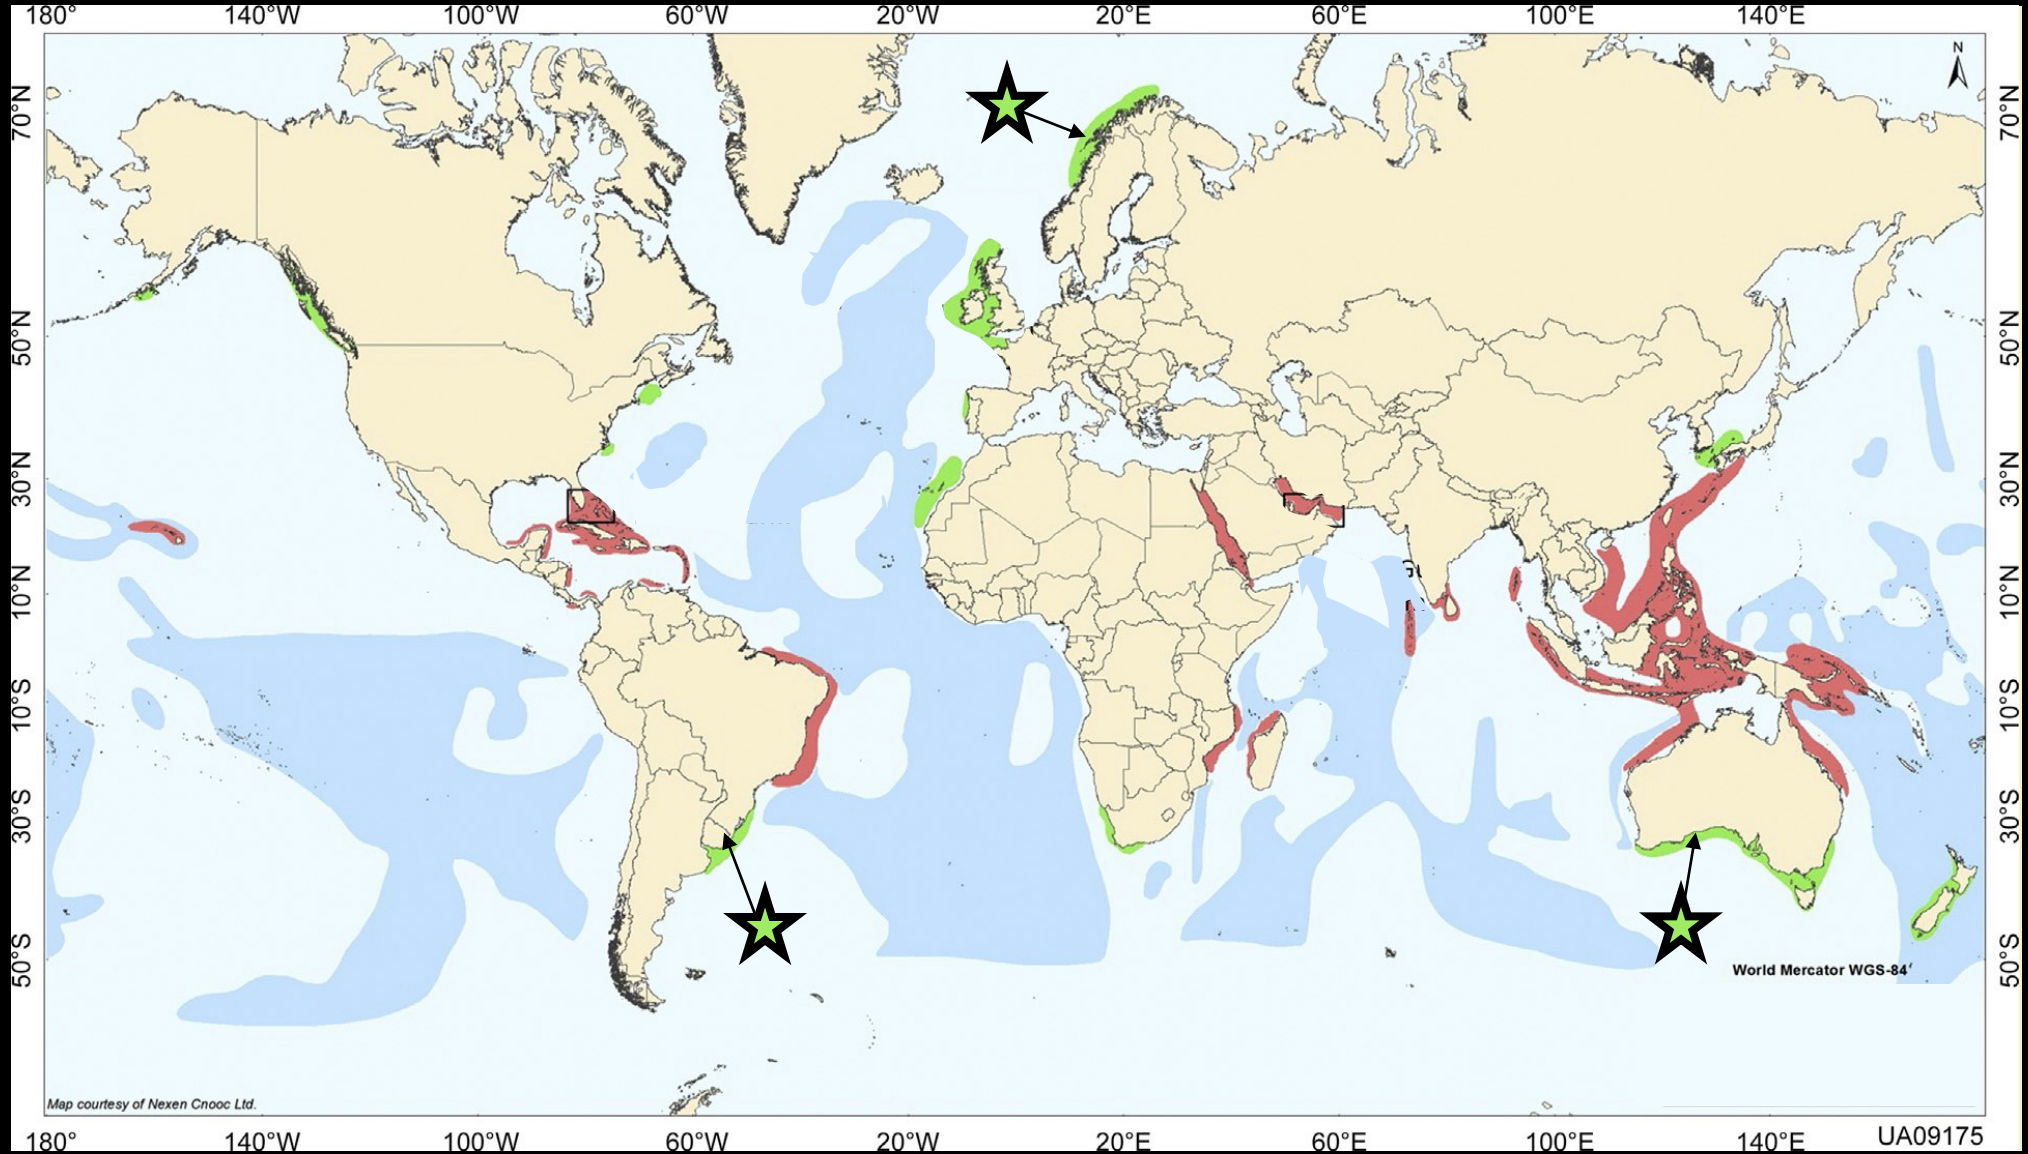 180° 140°W 100°W 60°W 20°W 20°E 60°E 100°E 140°E
N
70°N 70°N
50°N 50°N
30°N 30°N
10°N 10°N
10°S 10°S
30°S 30°S
50°S 50°S
World Mercator WGS-84
Map courtesy of Nexen Cnooc Ltd.
180° 140°W 100°W 60°W 20°W 20°E 60°E 100°E 140°E
UA09175